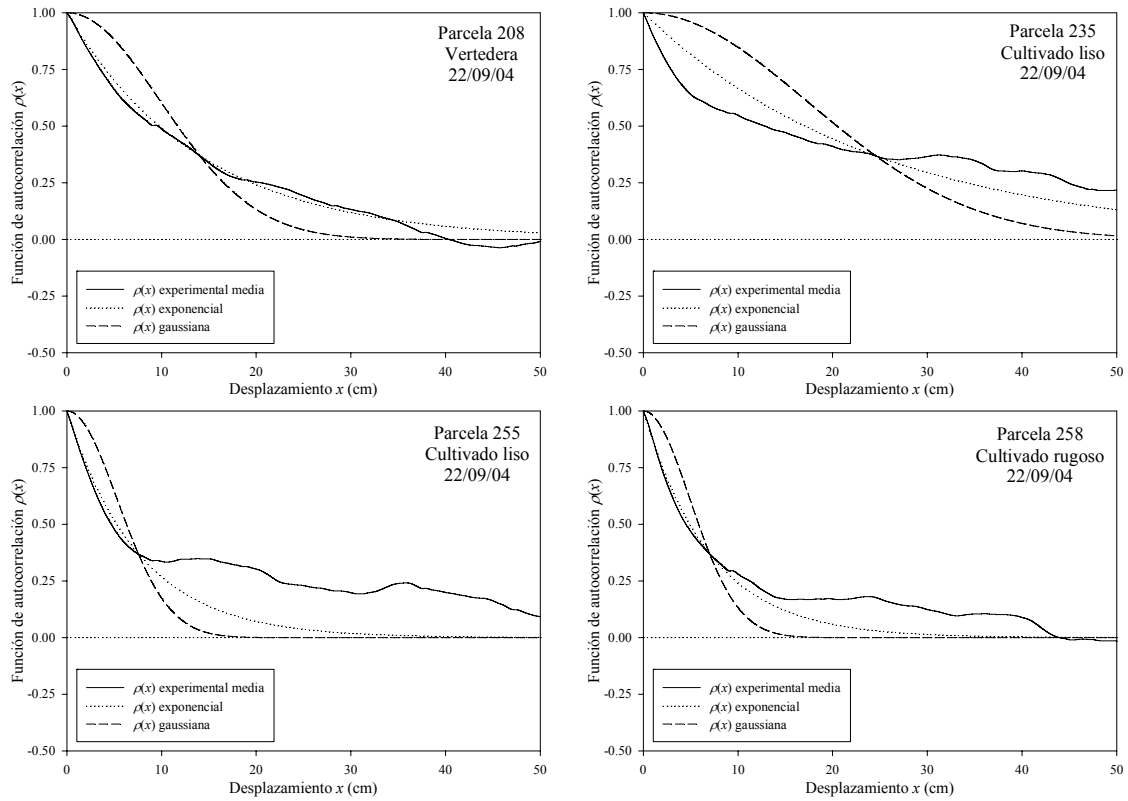 Parcela 208
Vertedera
22/09/04
Función de autocorrelación ρ(x)
1.00
0.75
0.50
0.25
0.00
-0.25
-0.50
ρ(x) experimental media
ρ(x) exponencial
ρ(x) gaussiana
0 10 20 30 40 50
Desplazamiento x (cm)
Parcela 235
Cultivado liso
22/09/04
Función de autocorrelación ρ(x)
1.00
0.75
0.50
0.25
0.00
-0.25
-0.50
ρ(x) experimental media
ρ(x) exponencial
ρ(x) gaussiana
0 10 20 30 40 50
Desplazamiento x (cm)
Parcela 255
Cultivado liso
22/09/04
Función de autocorrelación ρ(x)
1.00
0.75
0.50
0.25
0.00
-0.25
-0.50
ρ(x) experimental media
ρ(x) exponencial
ρ(x) gaussiana
0 10 20 30 40 50
Desplazamiento x (cm)
Parcela 258
Cultivado rugoso
22/09/04
Función de autocorrelación ρ(x)
1.00
0.75
0.50
0.25
0.00
-0.25
-0.50
ρ(x) experimental media
ρ(x) exponencial
ρ(x) gaussiana
0 10 20 30 40 50
Desplazamiento x (cm)